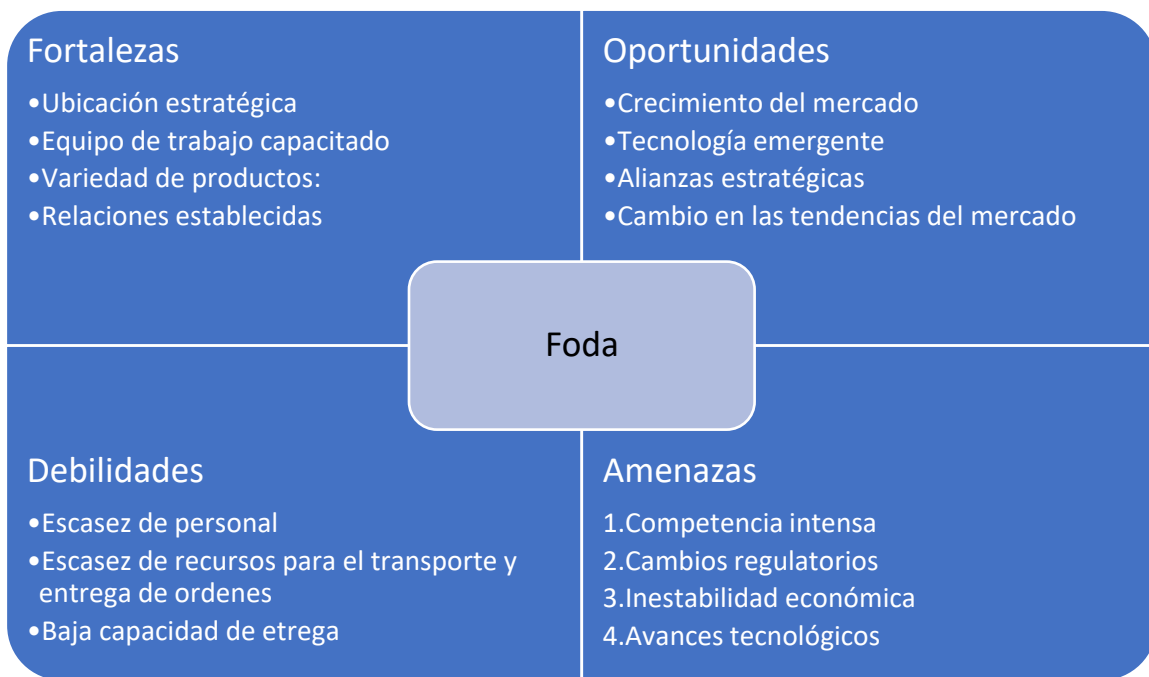 Fortalezas
•Ubicación estratégica
•Equipo de trabajo capacitado
•Variedad de productos:
•Relaciones establecidas
Oportunidades
•Crecimiento del mercado
•Tecnología emergente
•Alianzas estratégicas
•Cambio en las tendencias del mercado
Foda
Debilidades
•Escasez de personal
•Escasez de recursos para el transporte y
entrega de ordenes
•Baja capacidad de etrega
Amenazas
1.Competencia intensa
2.Cambios regulatorios
3.Inestabilidad económica
4.Avances tecnológicos